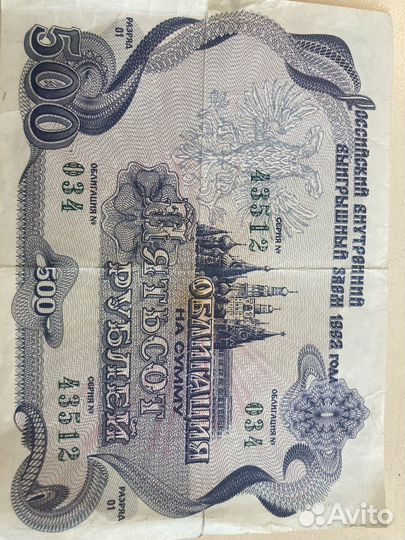 РОССИЙСКИЙ ВНУТРЕННИЙ
ВЫИГРЫШНЫЙ ЗАЕМ 1992 ГОДА
СЕРИЯ №
43512
ОБЛИГАЦИЯ №
034
ОБЛИГАЦИЯ
НА СУММУ
ПЯТЬСОТ
РУБЛЕЙ
ОБЛИГАЦИЯ №
034
СЕРИЯ №
43512
РАЗРЯД
01
500
500
РАЗРЯД
01
Avito